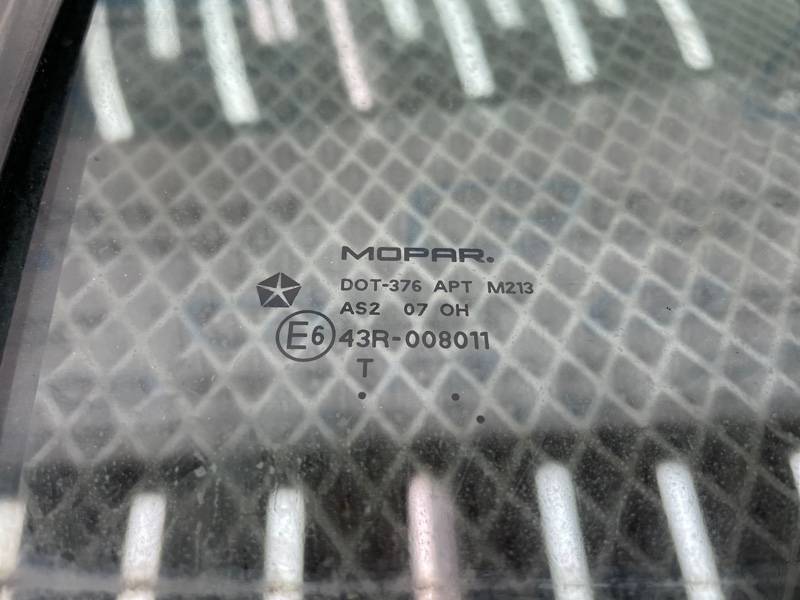 MOPAR.
DOT-376 APT M213
AS2 07 OH
E6 43R-008011
T